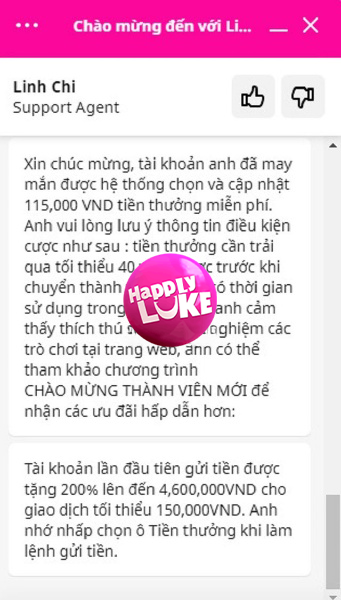 Chào mừng đến với Li...
Linh Chi
Support Agent
Xin chúc mừng, tài khoản anh đã may
mắn được hệ thống chọn và cập nhật
115,000 VND tiền thưởng miễn phí.
Anh vui lòng lưu ý thông tin điều kiện
cược như sau : tiền thưởng cần trải
qua tối thiểu 40 trước khi
chuyển thành có thời gian
sử dụng trong anh cảm
thấy thích thú nghiệm các
trò chơi tại trang web, anh có thể
tham khảo chương trình
CHÀO MỪNG THÀNH VIÊN MỚI để
nhận các ưu đãi hấp dẫn hơn:
HAPPLY
LUKE
Tài khoản lần đầu tiên gửi tiền được
tặng 200% lên đến 4,600,000VND cho
giao dịch tối thiểu 150,000VND. Anh
nhớ nhấp chọn ô Tiền thưởng khi làm
lệnh gửi tiền.